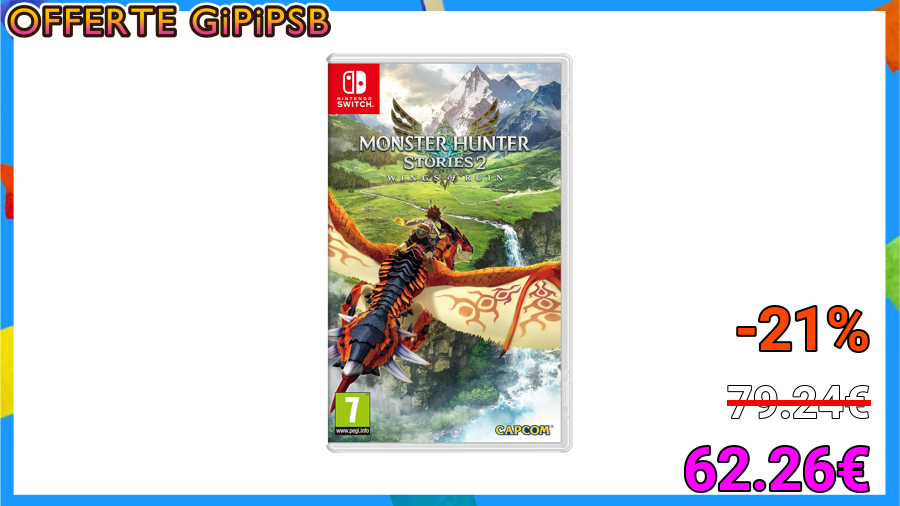 OFFERTE GiPiPSB
NINTENDO
SWITCH.
MONSTER HUNTER
STORIES 2
WINGS of RUIN
-21%
79.24€
62.26€
7
www.pegi.info
CAPCOM